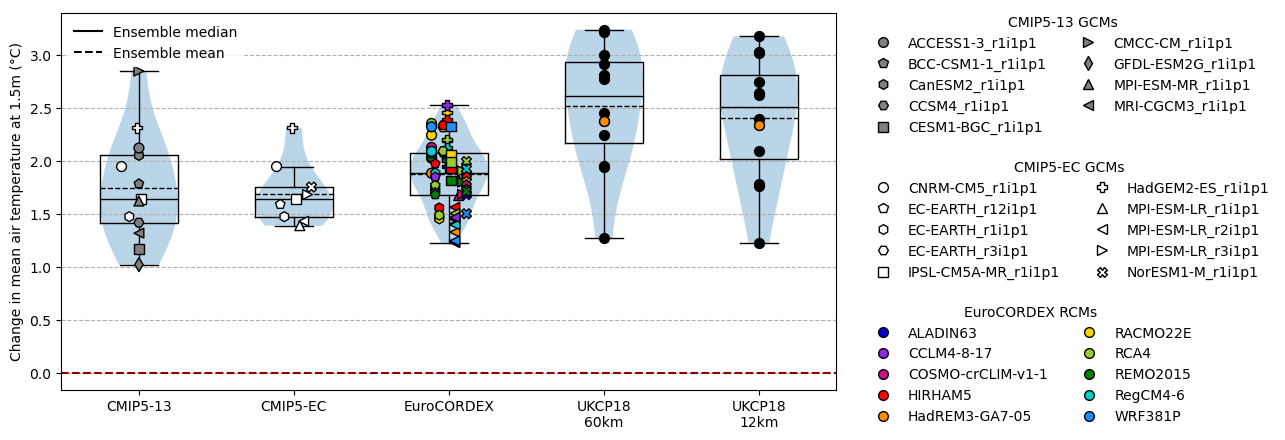 Ensemble median
Ensemble mean
Change in mean air temperature at 1.5m (°C)
3.0
2.5
2.0
1.5
1.0
0.5
0.0
CMIP5-13
CMIP5-EC
EuroCORDEX
UKCP18
60km
UKCP18
12km
CMIP5-13 GCMs
ACCESS1-3_r1i1p1
BCC-CSM1-1_r1i1p1
CanESM2_r1i1p1
CCSM4_r1i1p1
CESM1-BGC_r1i1p1
CMCC-CM_r1i1p1
GFDL-ESM2G_r1i1p1
MPI-ESM-MR_r1i1p1
MRI-CGCM3_r1i1p1
CMIP5-EC GCMs
CNRM-CM5_r1i1p1
EC-EARTH_r12i1p1
EC-EARTH_r1i1p1
EC-EARTH_r3i1p1
IPSL-CM5A-MR_r1i1p1
HadGEM2-ES_r1i1p1
MPI-ESM-LR_r1i1p1
MPI-ESM-LR_r2i1p1
MPI-ESM-LR_r3i1p1
NorESM1-M_r1i1p1
EuroCORDEX RCMs
ALADIN63
CCLM4-8-17
COSMO-crCLIM-v1-1
HIRHAM5
HadREM3-GA7-05
RACMO22E
RCA4
REMO2015
RegCM4-6
WRF381P